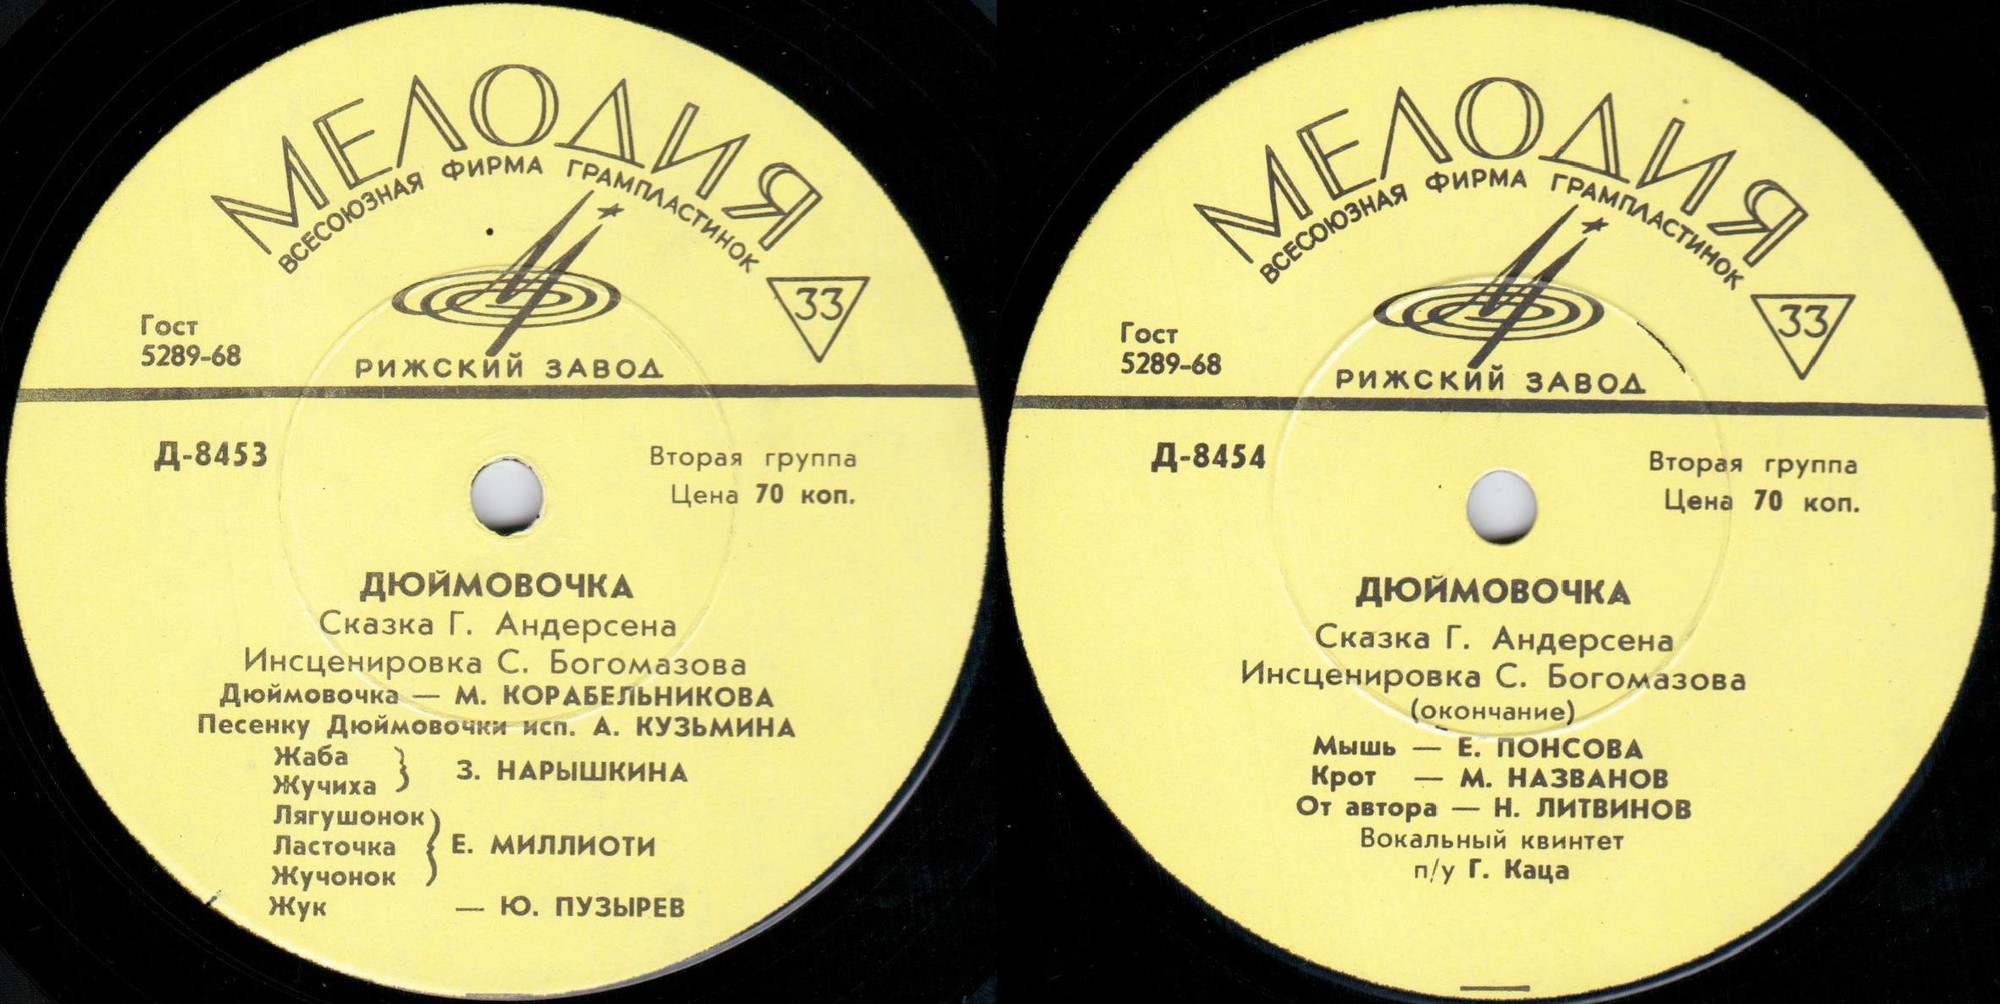 МЕЛОДИЯ
ВСЕСОЮЗНАЯ ФИРМА ГРАМПЛАСТИНОК
33
Гост
5289-68
РИЖСКИЙ ЗАВОД
Д-8453
Вторая группа
Цена 70 коп.
ДЮЙМОВОЧКА
Сказка Г. Андерсена
Инсценировка С. Богомазова
Дюймовочка — М. КОРАБЕЛЬНИКОВА
Песенку Дюймовочки исп. А. КУЗЬМИНА
Жаба
Жучиха
З. НАРЫШКИНА
Лягушонок
Ласточка
Жучонок
Е. МИЛЛИОТИ
Жук — Ю. ПУЗЫРЕВ
МЕЛОДИЯ
ВСЕСОЮЗНАЯ ФИРМА ГРАМПЛАСТИНОК
33
Гост
5289-68
РИЖСКИЙ ЗАВОД
Д-8454
Вторая группа
Цена 70 коп.
ДЮЙМОВОЧКА
Сказка Г. Андерсена
Инсценировка С. Богомазова
(окончание)
Мышь — Е. ПОНСОВА
Крот — М. НАЗВАНОВ
От автора — Н. ЛИТВИНОВ
Вокальный квинтет
п/у Г. Каца